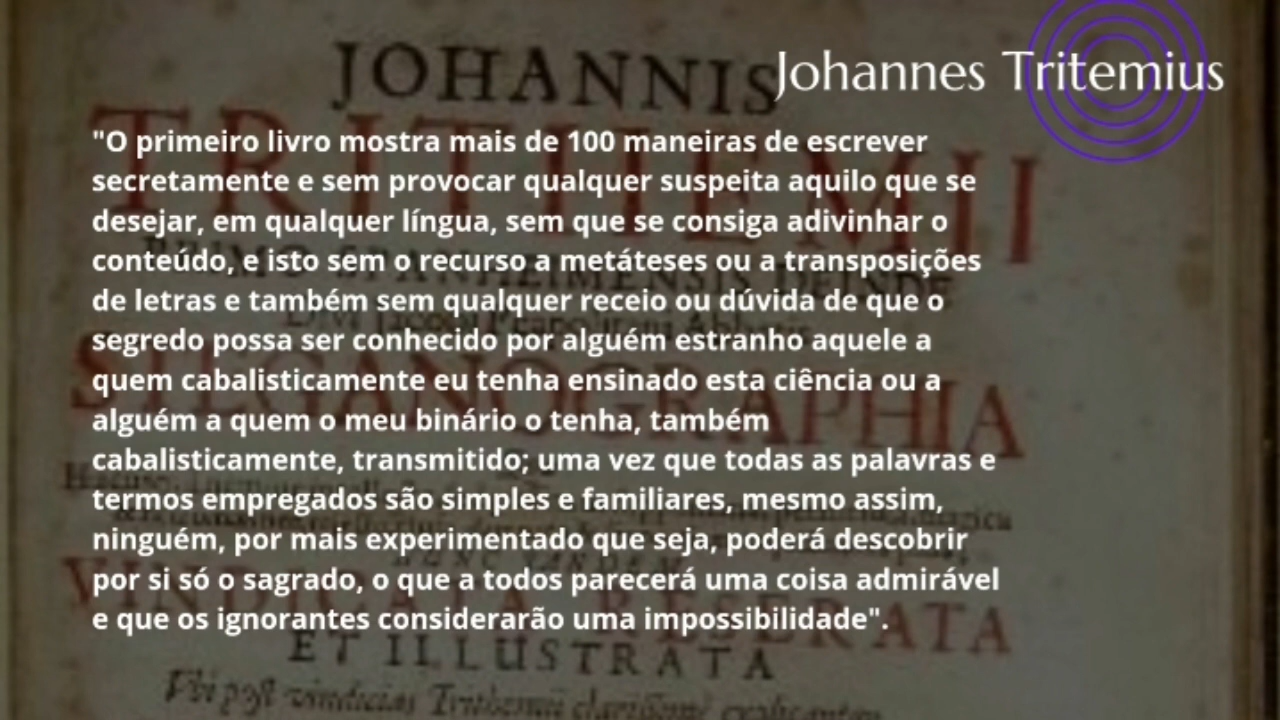 Johannes Tritemius
JOHANNIS
TRITHEMII
"O primeiro livro mostra mais de 100 maneiras de escrever
secretamente e sem provocar qualquer suspeita aquilo que se
desejar, em qualquer língua, sem que se consiga adivinhar o
conteúdo, e isto sem o recurso a metáteses ou a transposições
de letras e também sem qualquer receio ou dúvida de que o
segredo possa ser conhecido por alguém estranho aquele a
quem cabalisticamente eu tenha ensinado esta ciência ou a
alguém a quem o meu binário o tenha, também
cabalisticamente, transmitido; uma vez que todas as palavras e
termos empregados são simples e familiares, mesmo assim,
ninguém, por mais experimentado que seja, poderá descobrir
por si só o sagrado, o que a todos parecerá uma coisa admirável
e que os ignorantes considerarão uma impossibilidade".
STEGANOGRAPHIA
ET ILLUSTRATA